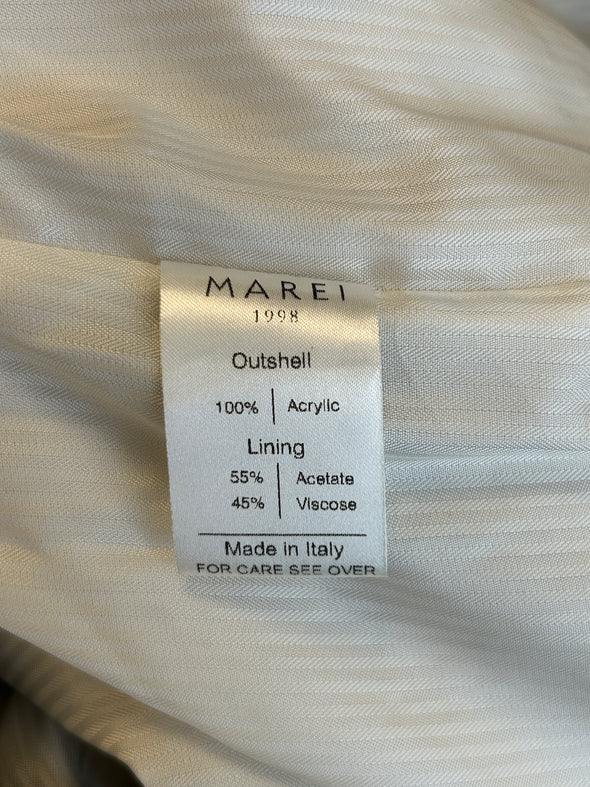 MAREI
1998
Outshell
100% | Acrylic
Lining
55% | Acetate
45% | Viscose
Made in Italy
FOR CARE SEE OVER